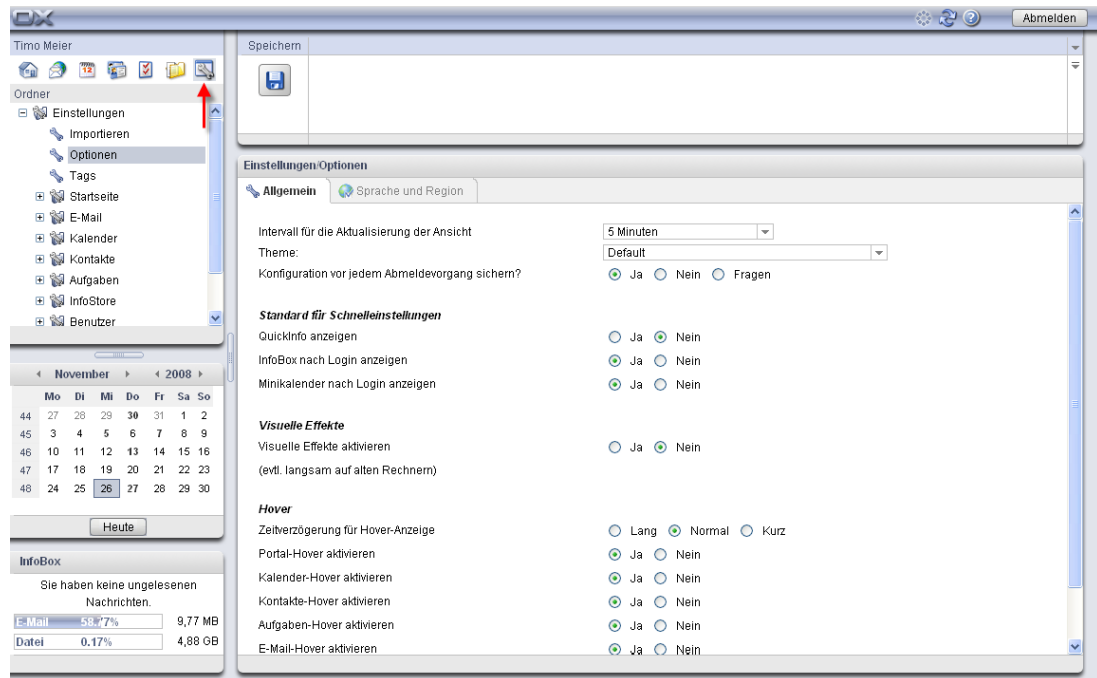 OX
Abmelden
Timo Meier
12
Ordner
Einstellungen
Importieren
Optionen
Tags
Startseite
E-Mail
Kalender
Kontakte
Aufgaben
InfoStore
Benutzer
November 2008
Mo Di Mi Do Fr Sa So
44 27 28 29 30 31 1 2
45 3 4 5 6 7 8 9
46 10 11 12 13 14 15 16
47 17 18 19 20 21 22 23
48 24 25 26 27 28 29 30
Heute
InfoBox
Sie haben keine ungelesenen
Nachrichten.
E-Mail 58.77% 9,77 MB
Datei 0.17% 4,88 GB
Speichern
Einstellungen/Optionen
Allgemein Sprache und Region
Intervall für die Aktualisierung der Ansicht 5 Minuten
Theme: Default
Konfiguration vor jedem Abmeldevorgang sichern? Ja Nein Fragen
Standard für Schnelleinstellungen
QuickInfo anzeigen Ja Nein
InfoBox nach Login anzeigen Ja Nein
Minikalender nach Login anzeigen Ja Nein
Visuelle Effekte
Visuelle Effekte aktivieren Ja Nein
(evtl. langsam auf alten Rechnern)
Hover
Zeitverzögerung für Hover-Anzeige Lang Normal Kurz
Portal-Hover aktivieren Ja Nein
Kalender-Hover aktivieren Ja Nein
Kontakte-Hover aktivieren Ja Nein
Aufgaben-Hover aktivieren Ja Nein
E-Mail-Hover aktivieren Ja Nein